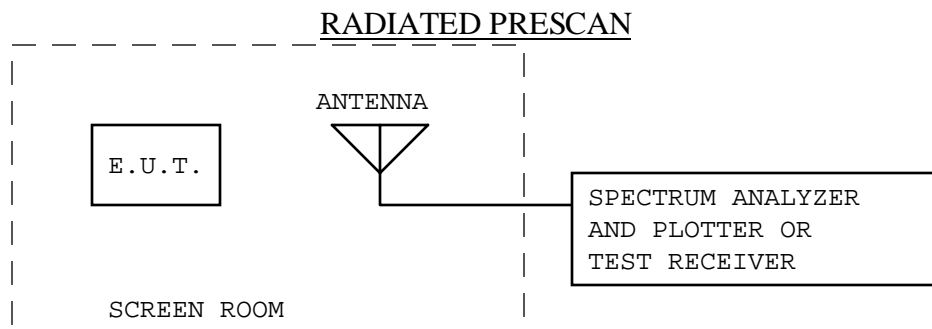 RADIATED PRESCAN
ANTENNA
E.U.T.
SPECTRUM ANALYZER
AND PLOTTER OR
TEST RECEIVER
SCREEN ROOM